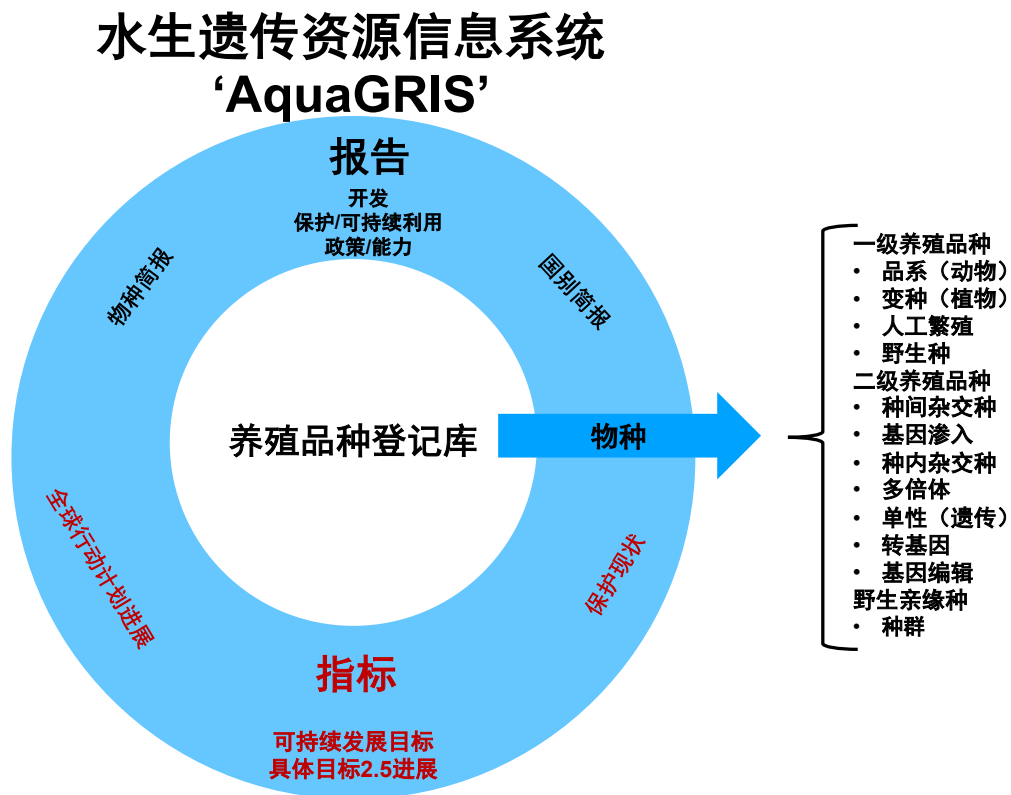 水生遗传资源信息系统
‘AquaGRIS’
报告
开发
保护/可持续利用
政策/能力
物种简报
国别简报
养殖品种登记库
物种
全球行动计划进展
保护现状
指标
可持续发展目标
具体目标2.5进展
一级养殖品种
• 品系（动物）
• 变种（植物）
• 人工繁殖
• 野生种
二级养殖品种
• 种间杂交种
• 基因渗入
• 种内杂交种
• 多倍体
• 单性（遗传）
• 转基因
• 基因编辑
野生亲缘种
• 种群